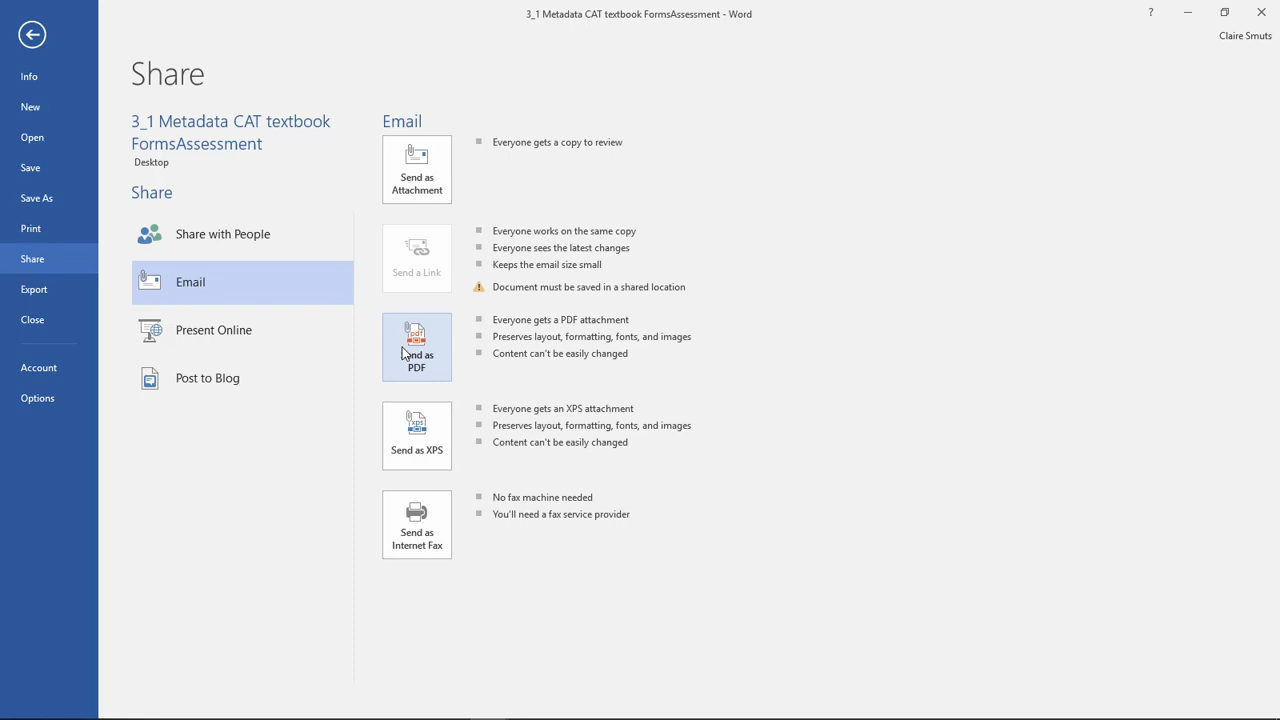 3_1 Metadata CAT textbook FormsAssessment - Word
?
Claire Smuts
Info
New
Open
Save
Save As
Print
Share
Export
Close
Account
Options
Share
3_1 Metadata CAT textbook
FormsAssessment
Desktop
Share
Share with People
Email
Present Online
Post to Blog
Email
Send as
Attachment
Everyone gets a copy to review
Send a Link
Everyone works on the same copy
Everyone sees the latest changes
Keeps the email size small
Document must be saved in a shared location
pdf
Send as
PDF
Everyone gets a PDF attachment
Preserves layout, formatting, fonts, and images
Content can't be easily changed
xps
Send as XPS
Everyone gets an XPS attachment
Preserves layout, formatting, fonts, and images
Content can't be easily changed
Send as
Internet Fax
No fax machine needed
You'll need a fax service provider